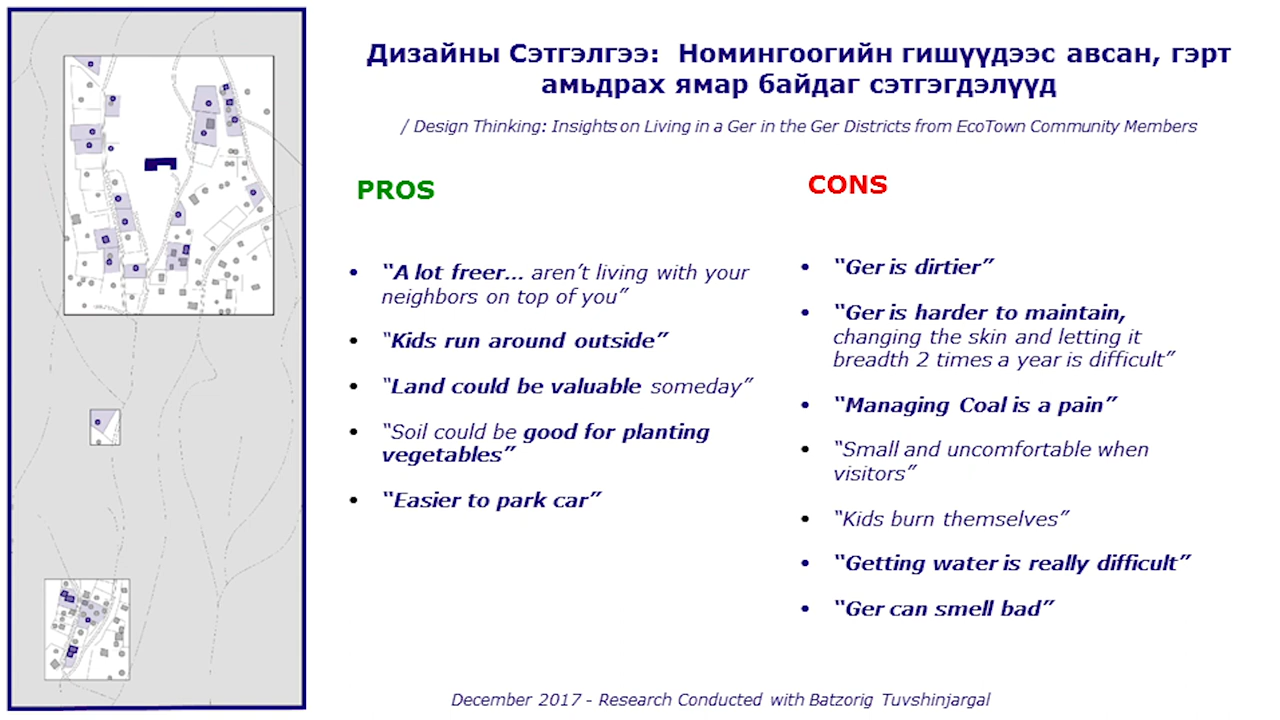 Дизайны Сэтгэлгээ: Номингоогийн гишүүдээс авсан, гэрт
амьдрах ямар байдаг сэтгэгдэлүүд
/ Design Thinking: Insights on Living in a Ger in the Ger Districts from EcoTown Community Members
PROS
• “A lot freer… aren’t living with your
neighbors on top of you”
• “Kids run around outside”
• “Land could be valuable someday”
• “Soil could be good for planting
vegetables”
• “Easier to park car”
CONS
• “Ger is dirtier”
• “Ger is harder to maintain,
changing the skin and letting it
breadth 2 times a year is difficult”
• “Managing Coal is a pain”
• “Small and uncomfortable when
visitors”
• “Kids burn themselves”
• “Getting water is really difficult”
• “Ger can smell bad”
December 2017 - Research Conducted with Batzorig Tuvshinjargal